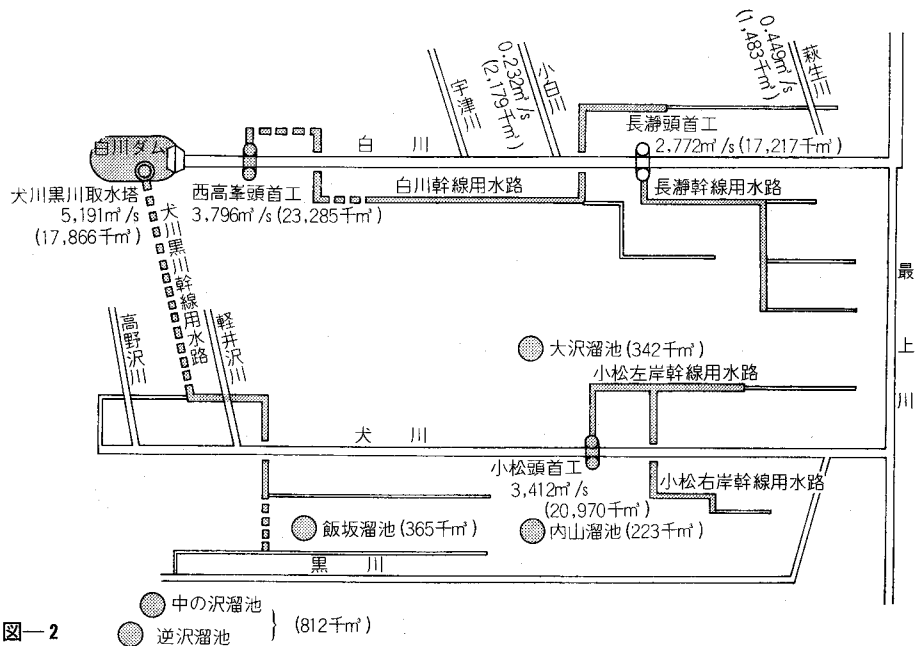 0.449m³/s
(1,483千m³)
萩生川
0.232m³/s
(2,179千m³)
小白川
宇津川
長瀞頭首工
2.772m³/s (17,217千m³)
白川ダム
白川
犬川黒川取水塔
5,191m³/s
(17,866千m³)
西高峯頭首工
3.796m³/s (23,285千m³)
白川幹線用水路
長瀞幹線用水路
犬川黒川幹線用水路
最上川
高野沢川
軽井沢川
大沢溜池 (342千m³)
小松左岸幹線用水路
犬川
小松頭首工
3,412m³/s
(20,970千m³)
小松右岸幹線用水路
飯坂溜池 (365千m³)
内山溜池 (223千m³)
黒川
中の沢溜池
逆沢溜池
(812千m³)
図—2